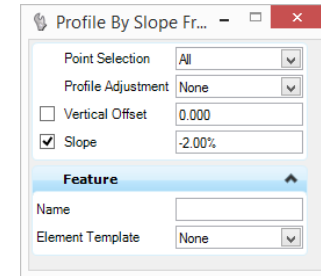 Profile By Slope Fr...
Point Selection All
Profile Adjustment None
Vertical Offset 0.000
Slope -2.00%
Feature
Name
Element Template None